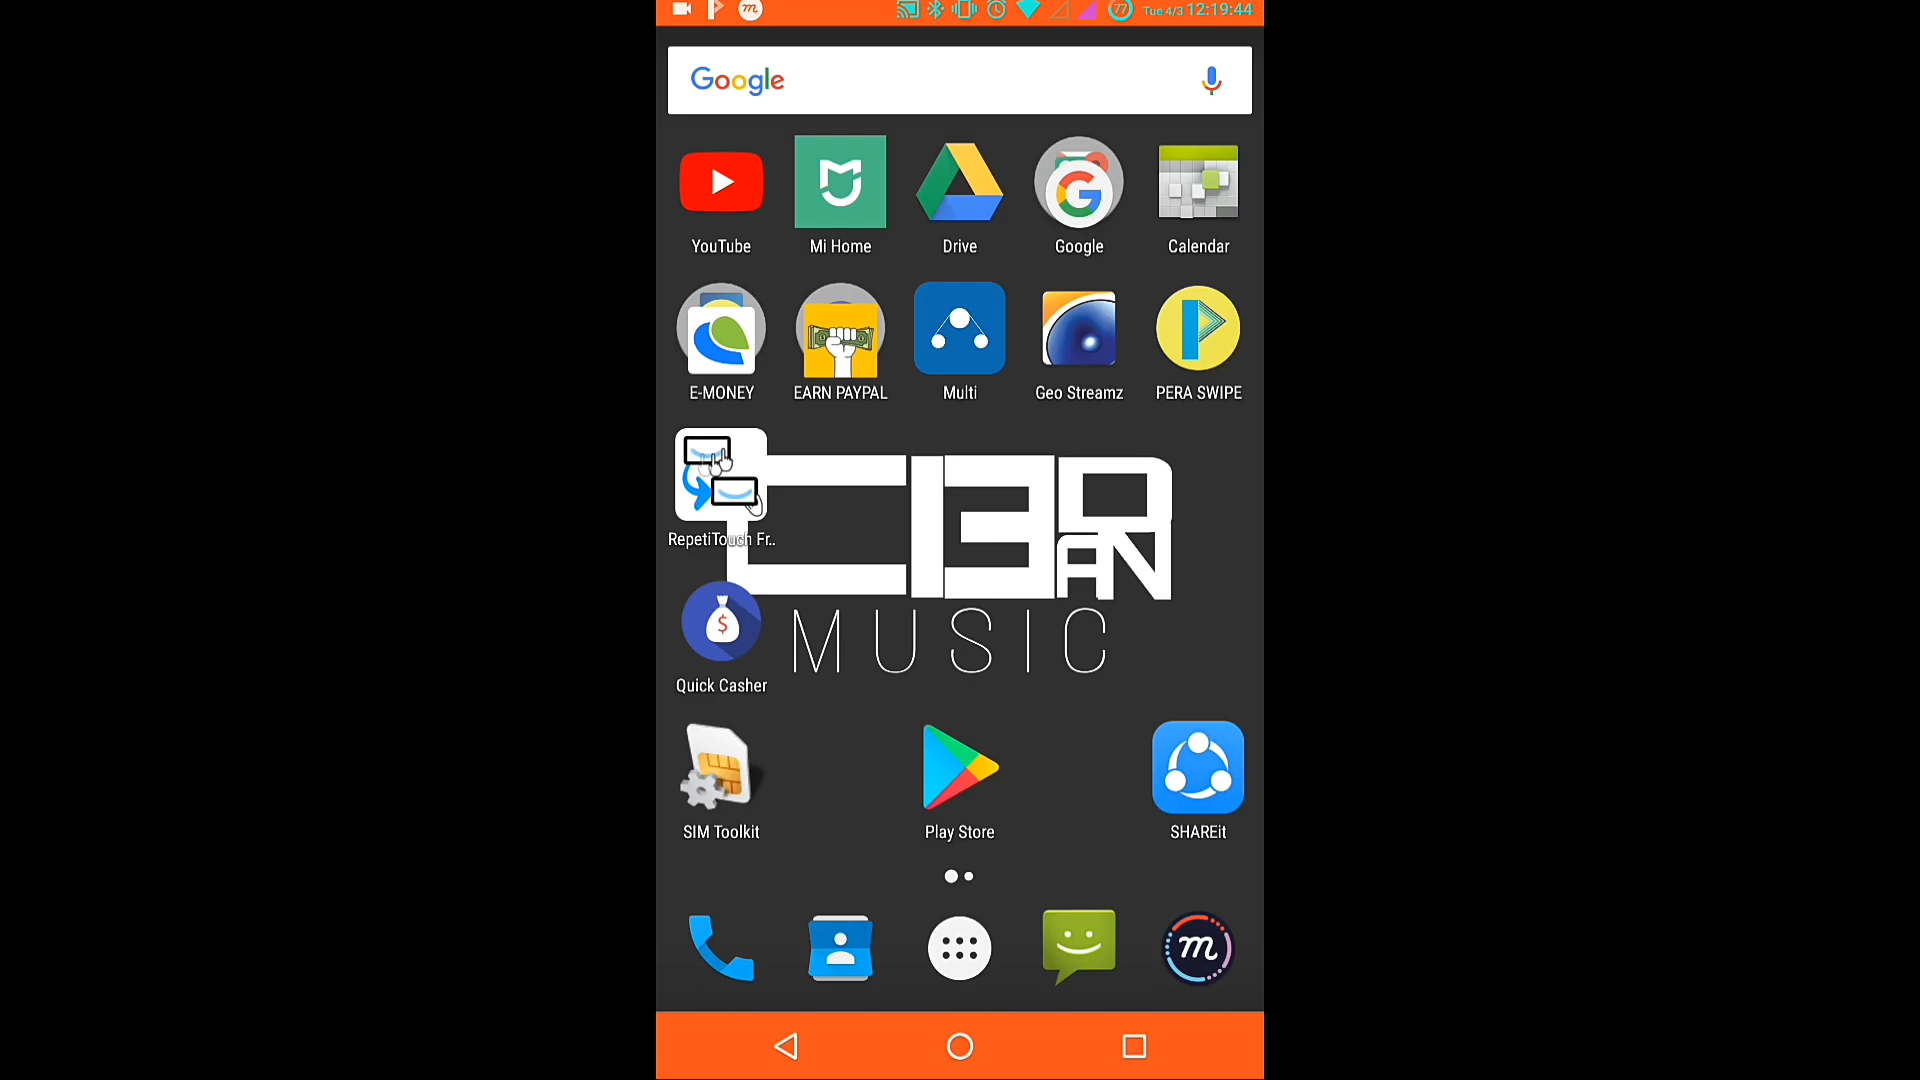 m 77 Tue 4/3 12:19:44
Google
YouTube Mi Home Drive Google Calendar
E-MONEY EARN PAYPAL Multi Geo Streamz PERA SWIPE
RepetiTouch Fr..
MUSIC
Quick Casher
SIM Toolkit Play Store SHAREit
m